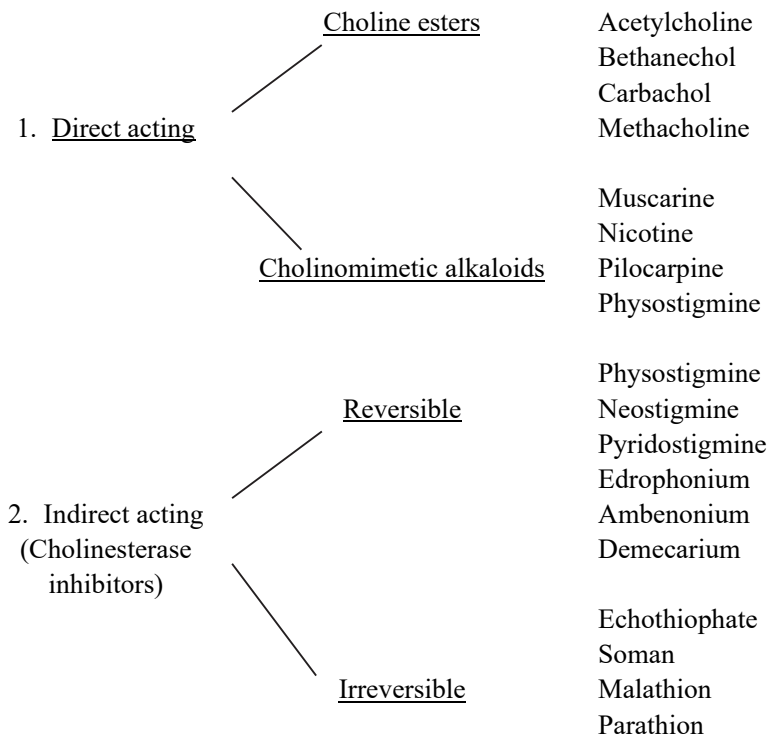 Choline esters
Acetylcholine
Bethanechol
Carbachol
1. Direct acting
Methacholine
Muscarine
Nicotine
Cholinomimetic alkaloids
Pilocarpine
Physostigmine
Physostigmine
Reversible
Neostigmine
Pyridostigmine
Edrophonium
2. Indirect acting
Ambenonium
(Cholinesterase
Demecarium
inhibitors)
Echothiophate
Soman
Irreversible
Malathion
Parathion